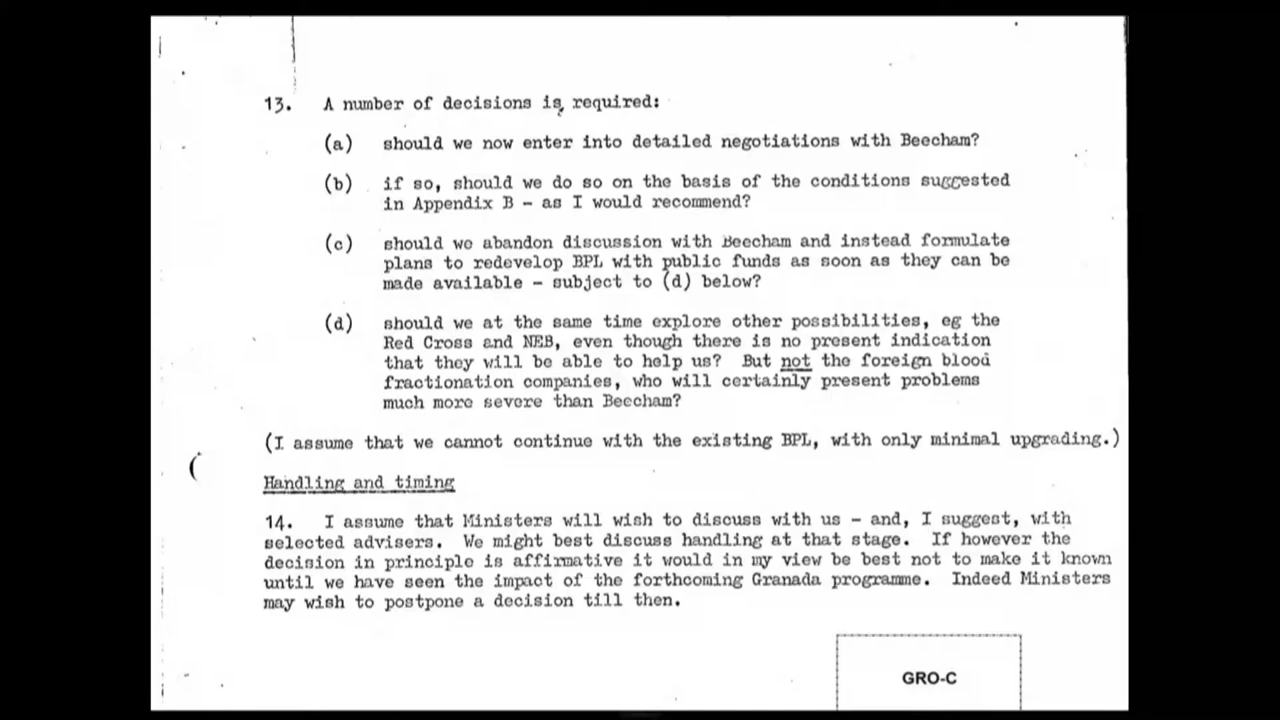 13. A number of decisions is required:
(a) should we now enter into detailed negotiations with Beecham?
(b) if so, should we do so on the basis of the conditions suggested
in Appendix B - as I would recommend?
(c) should we abandon discussion with Beecham and instead formulate
plans to redevelop BPL with public funds as soon as they can be
made available - subject to (d) below?
(d) should we at the same time explore other possibilities, eg the
Red Cross and NEB, even though there is no present indication
that they will be able to help us? But not the foreign blood
fractionation companies, who will certainly present problems
much more severe than Beecham?
(I assume that we cannot continue with the existing BPL, with only minimal upgrading.)
Handling and timing
14. I assume that Ministers will wish to discuss with us - and, I suggest, with
selected advisers. We might best discuss handling at that stage. If however the
decision in principle is affirmative it would in my view be best not to make it known
until we have seen the impact of the forthcoming Granada programme. Indeed Ministers
may wish to postpone a decision till then.
GRO-C